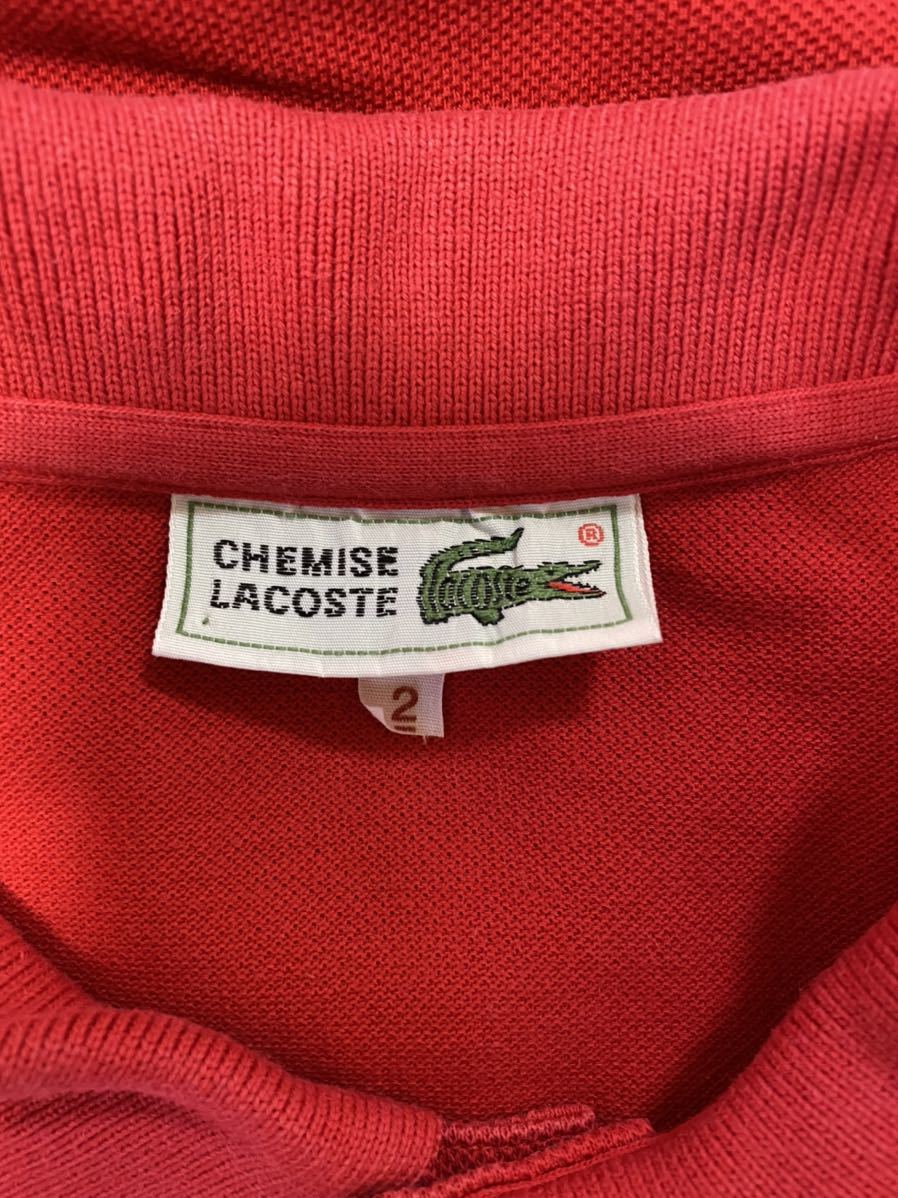 CHEMISE
LACOSTE
lacoste
®
2